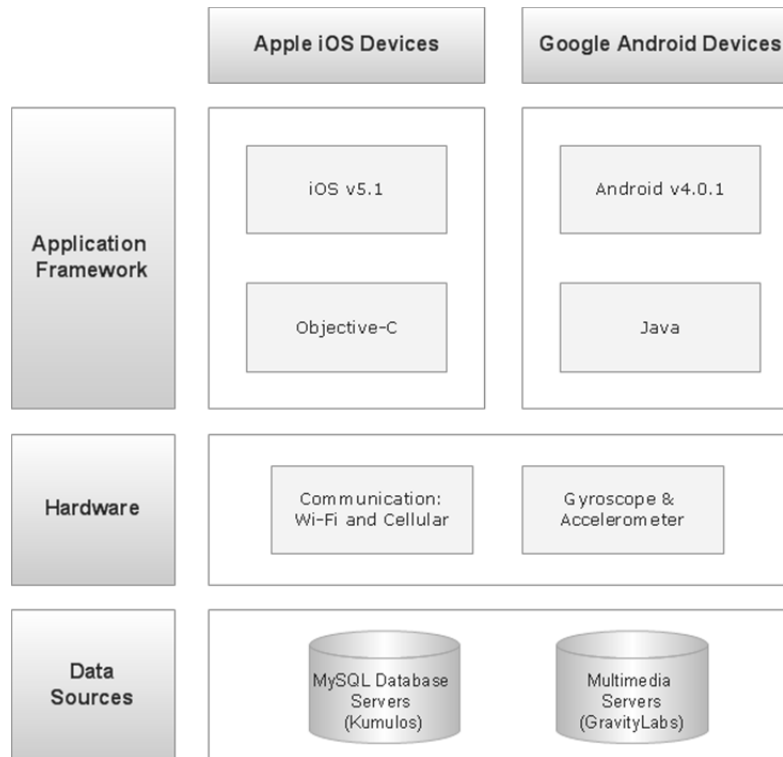 Apple iOS Devices
Google Android Devices
Application
Framework
iOS v5.1
Android v4.0.1
Objective-C
Java
Hardware
Communication:
Wi-Fi and Cellular
Gyroscope &
Accelerometer
Data
Sources
MySQL Database
Servers
(Kumulos)
Multimedia
Servers
(GravityLabs)